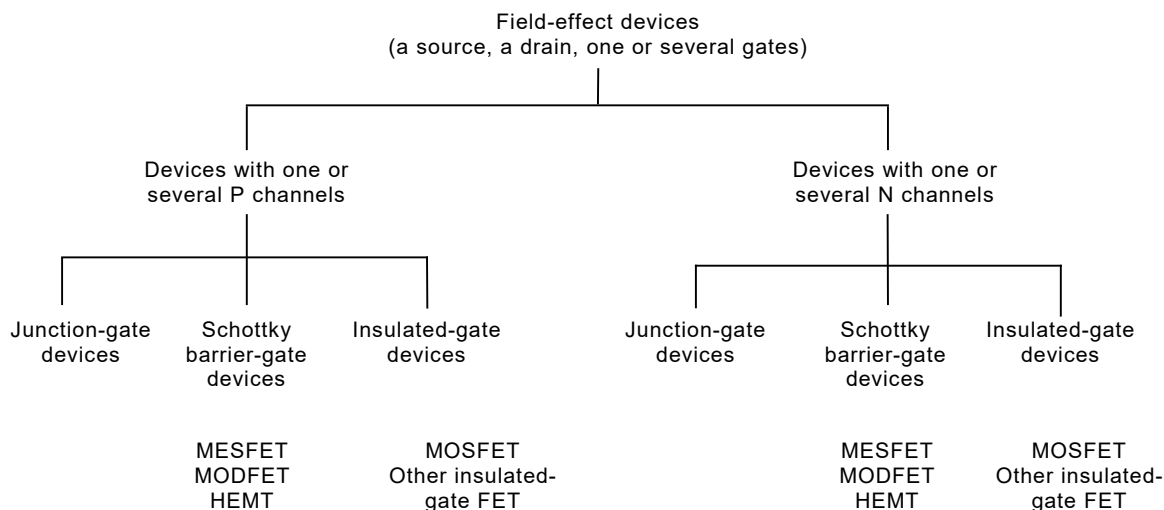 Field-effect devices
(a source, a drain, one or several gates)
Devices with one or
several P channels
Devices with one or
several N channels
Junction-gate
devices
Schottky
barrier-gate
devices
Insulated-gate
devices
Junction-gate
devices
Schottky
barrier-gate
devices
Insulated-gate
devices
MESFET
MODFET
HEMT
MOSFET
Other insulated-
gate FET
MESFET
MODFET
HEMT
MOSFET
Other insulated-
gate FET